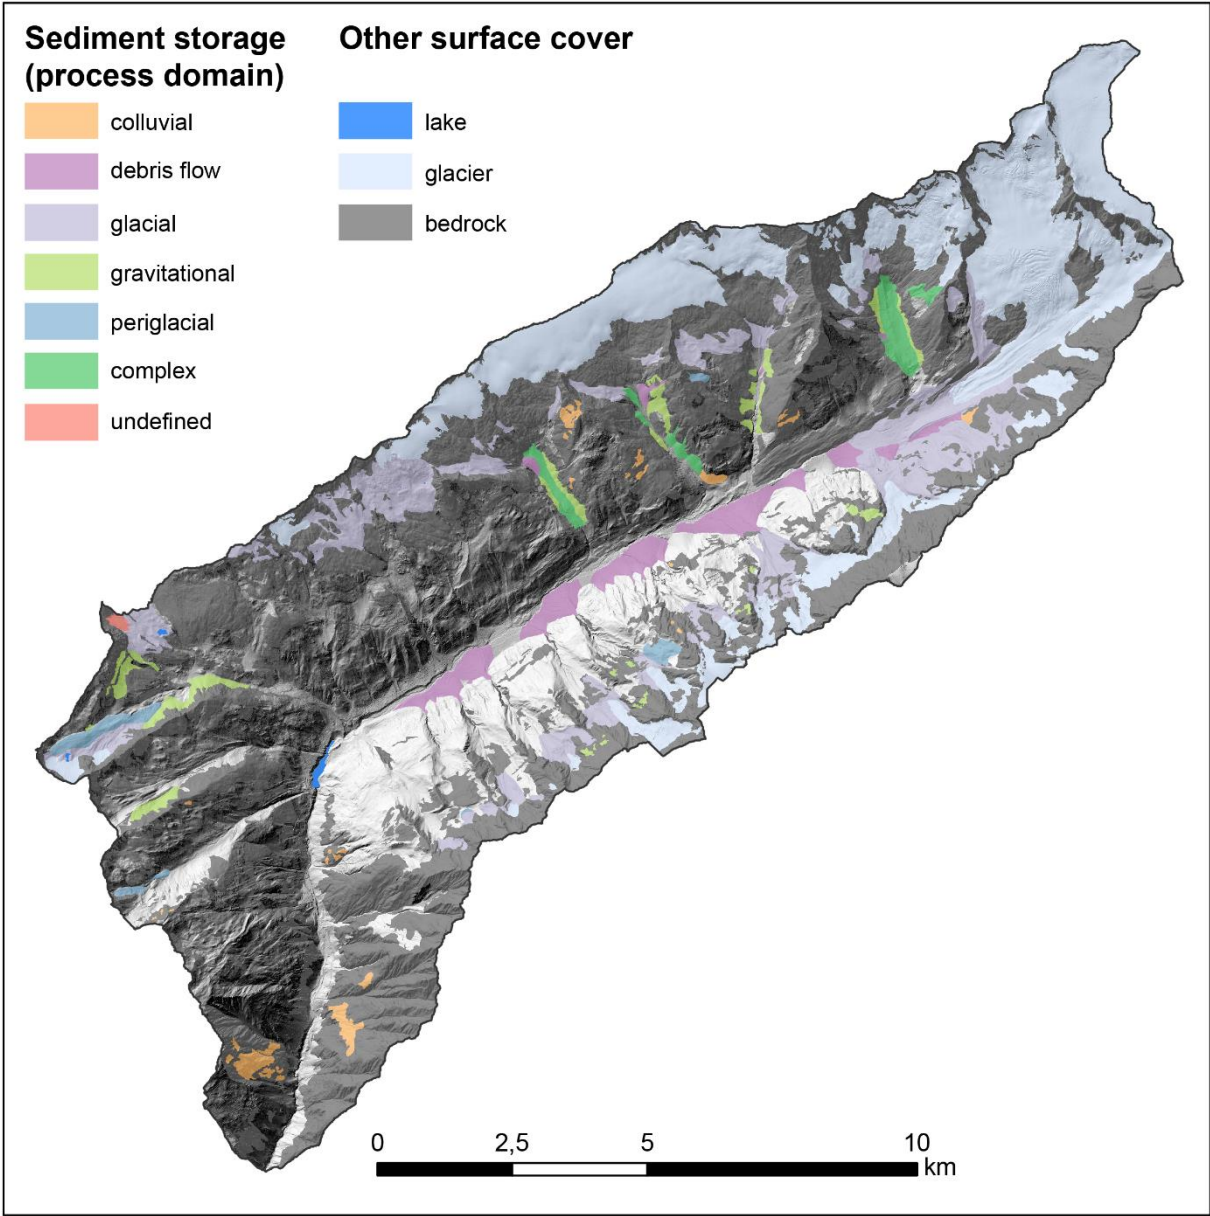 Sediment storage
(process domain)
colluvial
debris flow
glacial
gravitational
periglacial
complex
undefined
Other surface cover
lake
glacier
bedrock
0 2,5 5 10
km